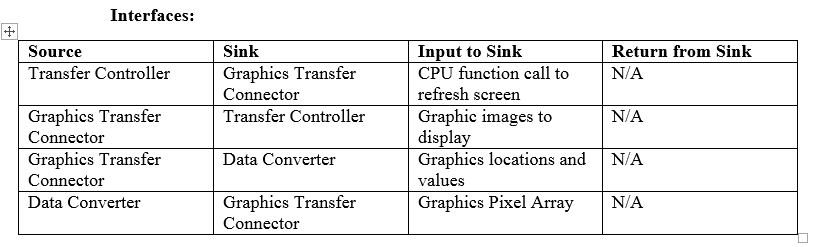 Interfaces:
Source Sink Input to Sink Return from Sink
Transfer Controller Graphics Transfer Connector CPU function call to refresh screen N/A
Graphics Transfer Connector Transfer Controller Graphic images to display N/A
Graphics Transfer Connector Data Converter Graphics locations and values N/A
Data Converter Graphics Transfer Connector Graphics Pixel Array N/A